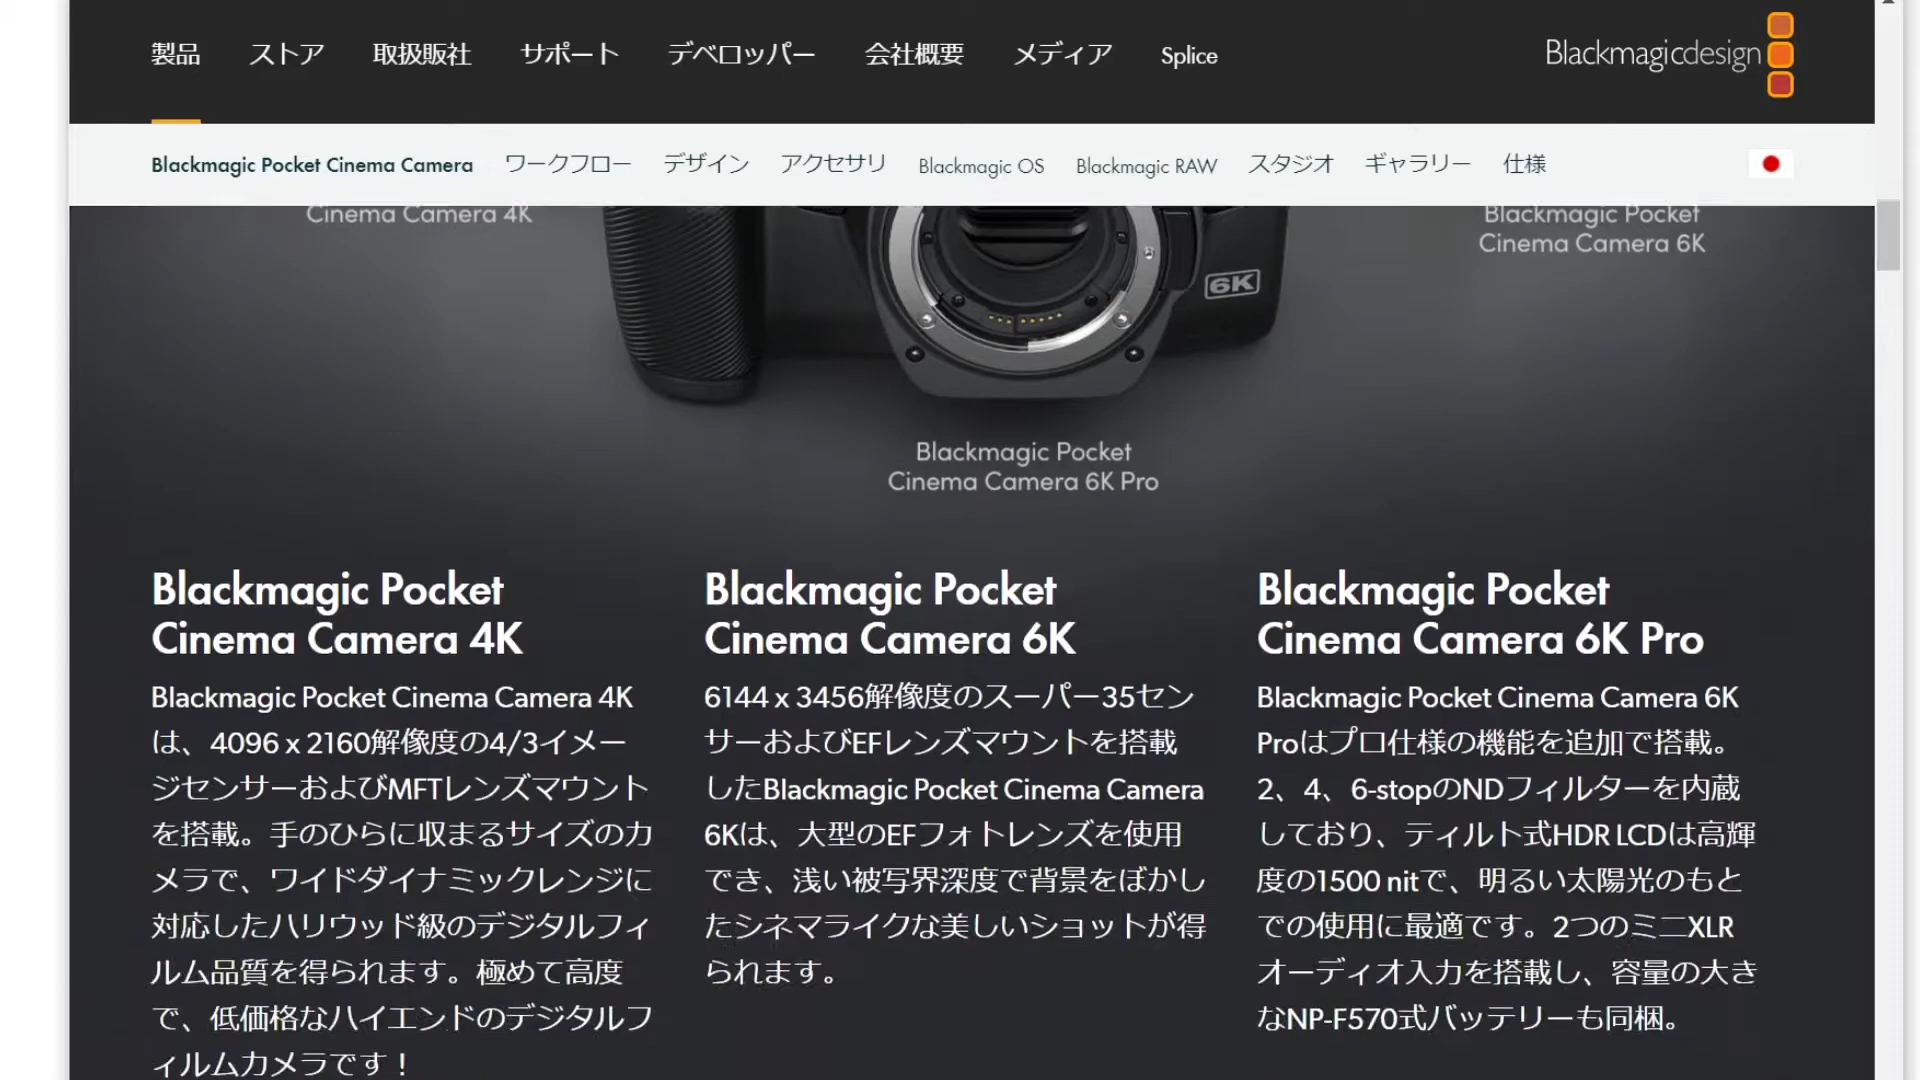 製品 ストア 取扱販社 サポート デベロッパー 会社概要 メディア Splice
Blackmagicdesign
Blackmagic Pocket Cinema Camera ワークフロー デザイン アクセサリ Blackmagic OS Blackmagic RAW スタジオ ギャラリー 仕様
Cinema Camera 4K
Blackmagic Pocket
Cinema Camera 6K
6K
Blackmagic Pocket
Cinema Camera 6K Pro
Blackmagic Pocket
Cinema Camera 4K
Blackmagic Pocket Cinema Camera 4K
は、4096 x 2160解像度の4/3イメー
ジセンサーおよびMFTレンズマウント
を搭載。手のひらに収まるサイズのカ
メラで、ワイドダイナミックレンジに
対応したハリウッド級のデジタルフィ
ルム品質を得られます。極めて高度
で、低価格なハイエンドのデジタルフ
ィルムカメラです！
Blackmagic Pocket
Cinema Camera 6K
6144 x 3456解像度のスーパー35セン
サーおよびEFレンズマウントを搭載
したBlackmagic Pocket Cinema Camera
6Kは、大型のEFフォトレンズを使用
でき、浅い被写界深度で背景をぼかし
たシネマライクな美しいショットが得
られます。
Blackmagic Pocket
Cinema Camera 6K Pro
Blackmagic Pocket Cinema Camera 6K
Proはプロ仕様の機能を追加で搭載。
2、4、6-stopのNDフィルターを内蔵
しており、ティルト式HDR LCDは高輝
度の1500 nitで、明るい太陽光のもと
での使用に最適です。2つのミニXLR
オーディオ入力を搭載し、容量の大き
なNP-F570式バッテリーも同梱。